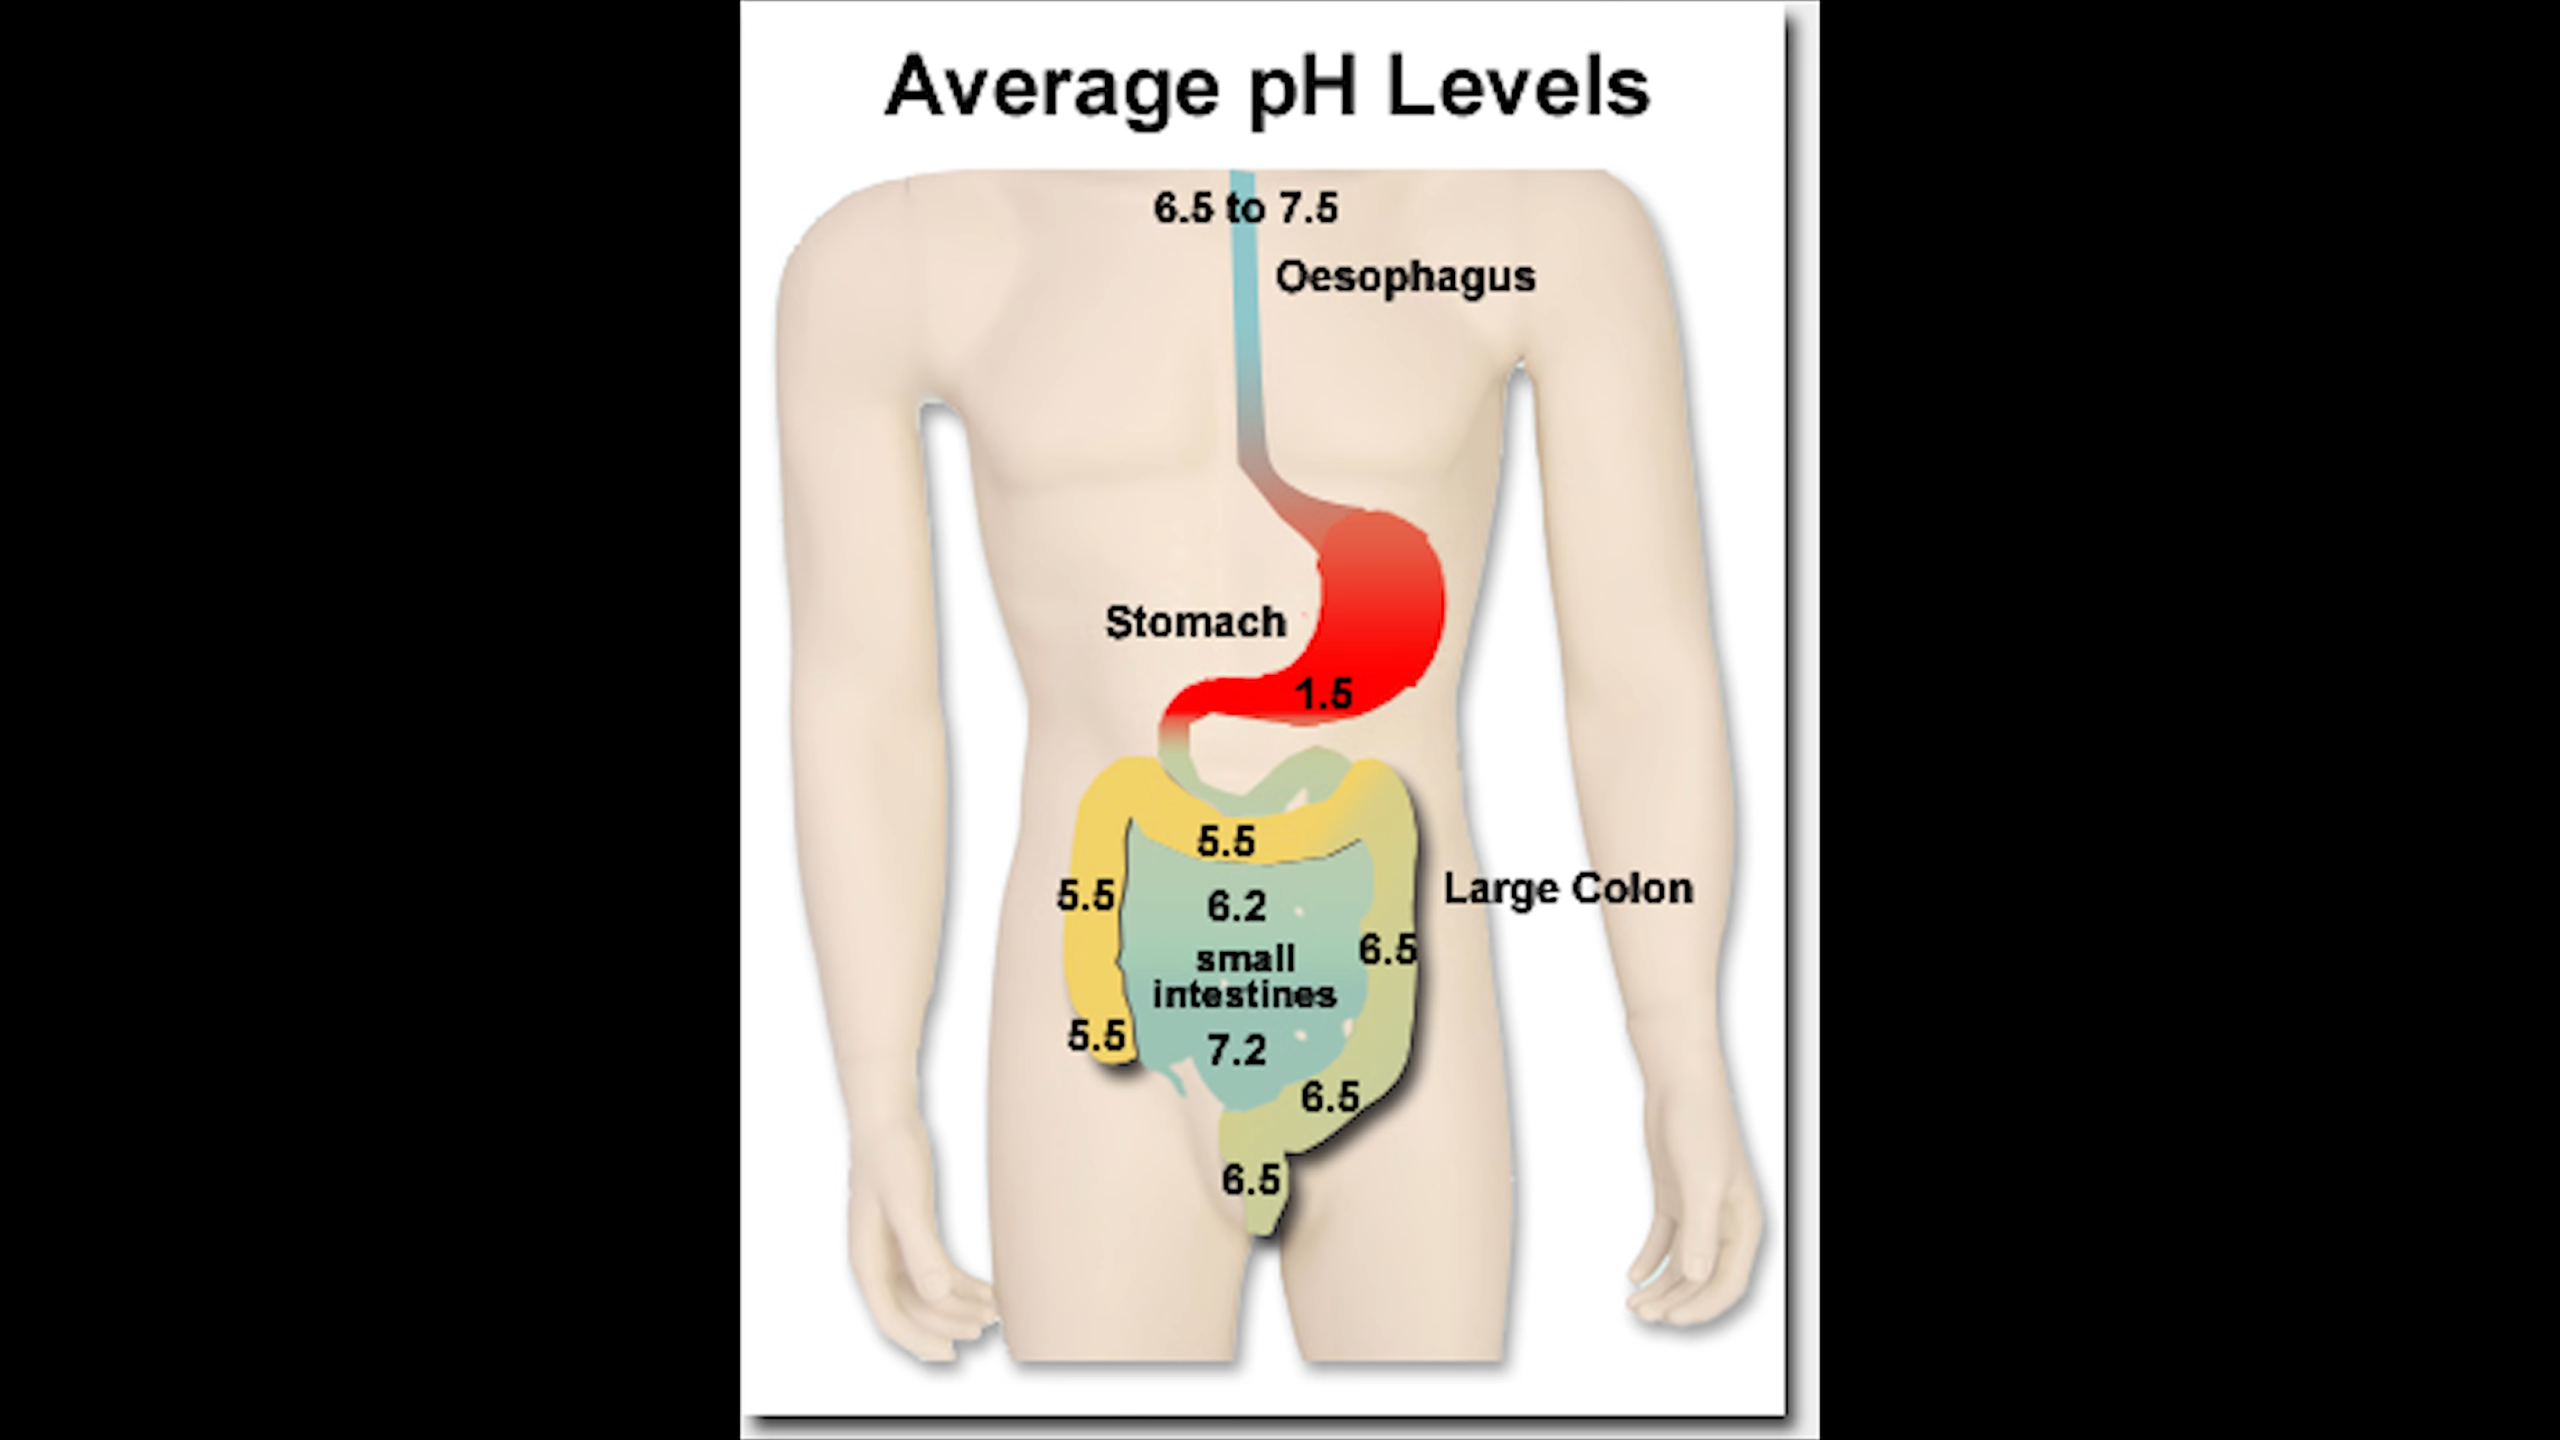 Average pH Levels
6.5 to 7.5
Oesophagus
Stomach
1.5
5.5
5.5
6.2
Large Colon
small
intestines
6.5
5.5
7.2
6.5
6.5